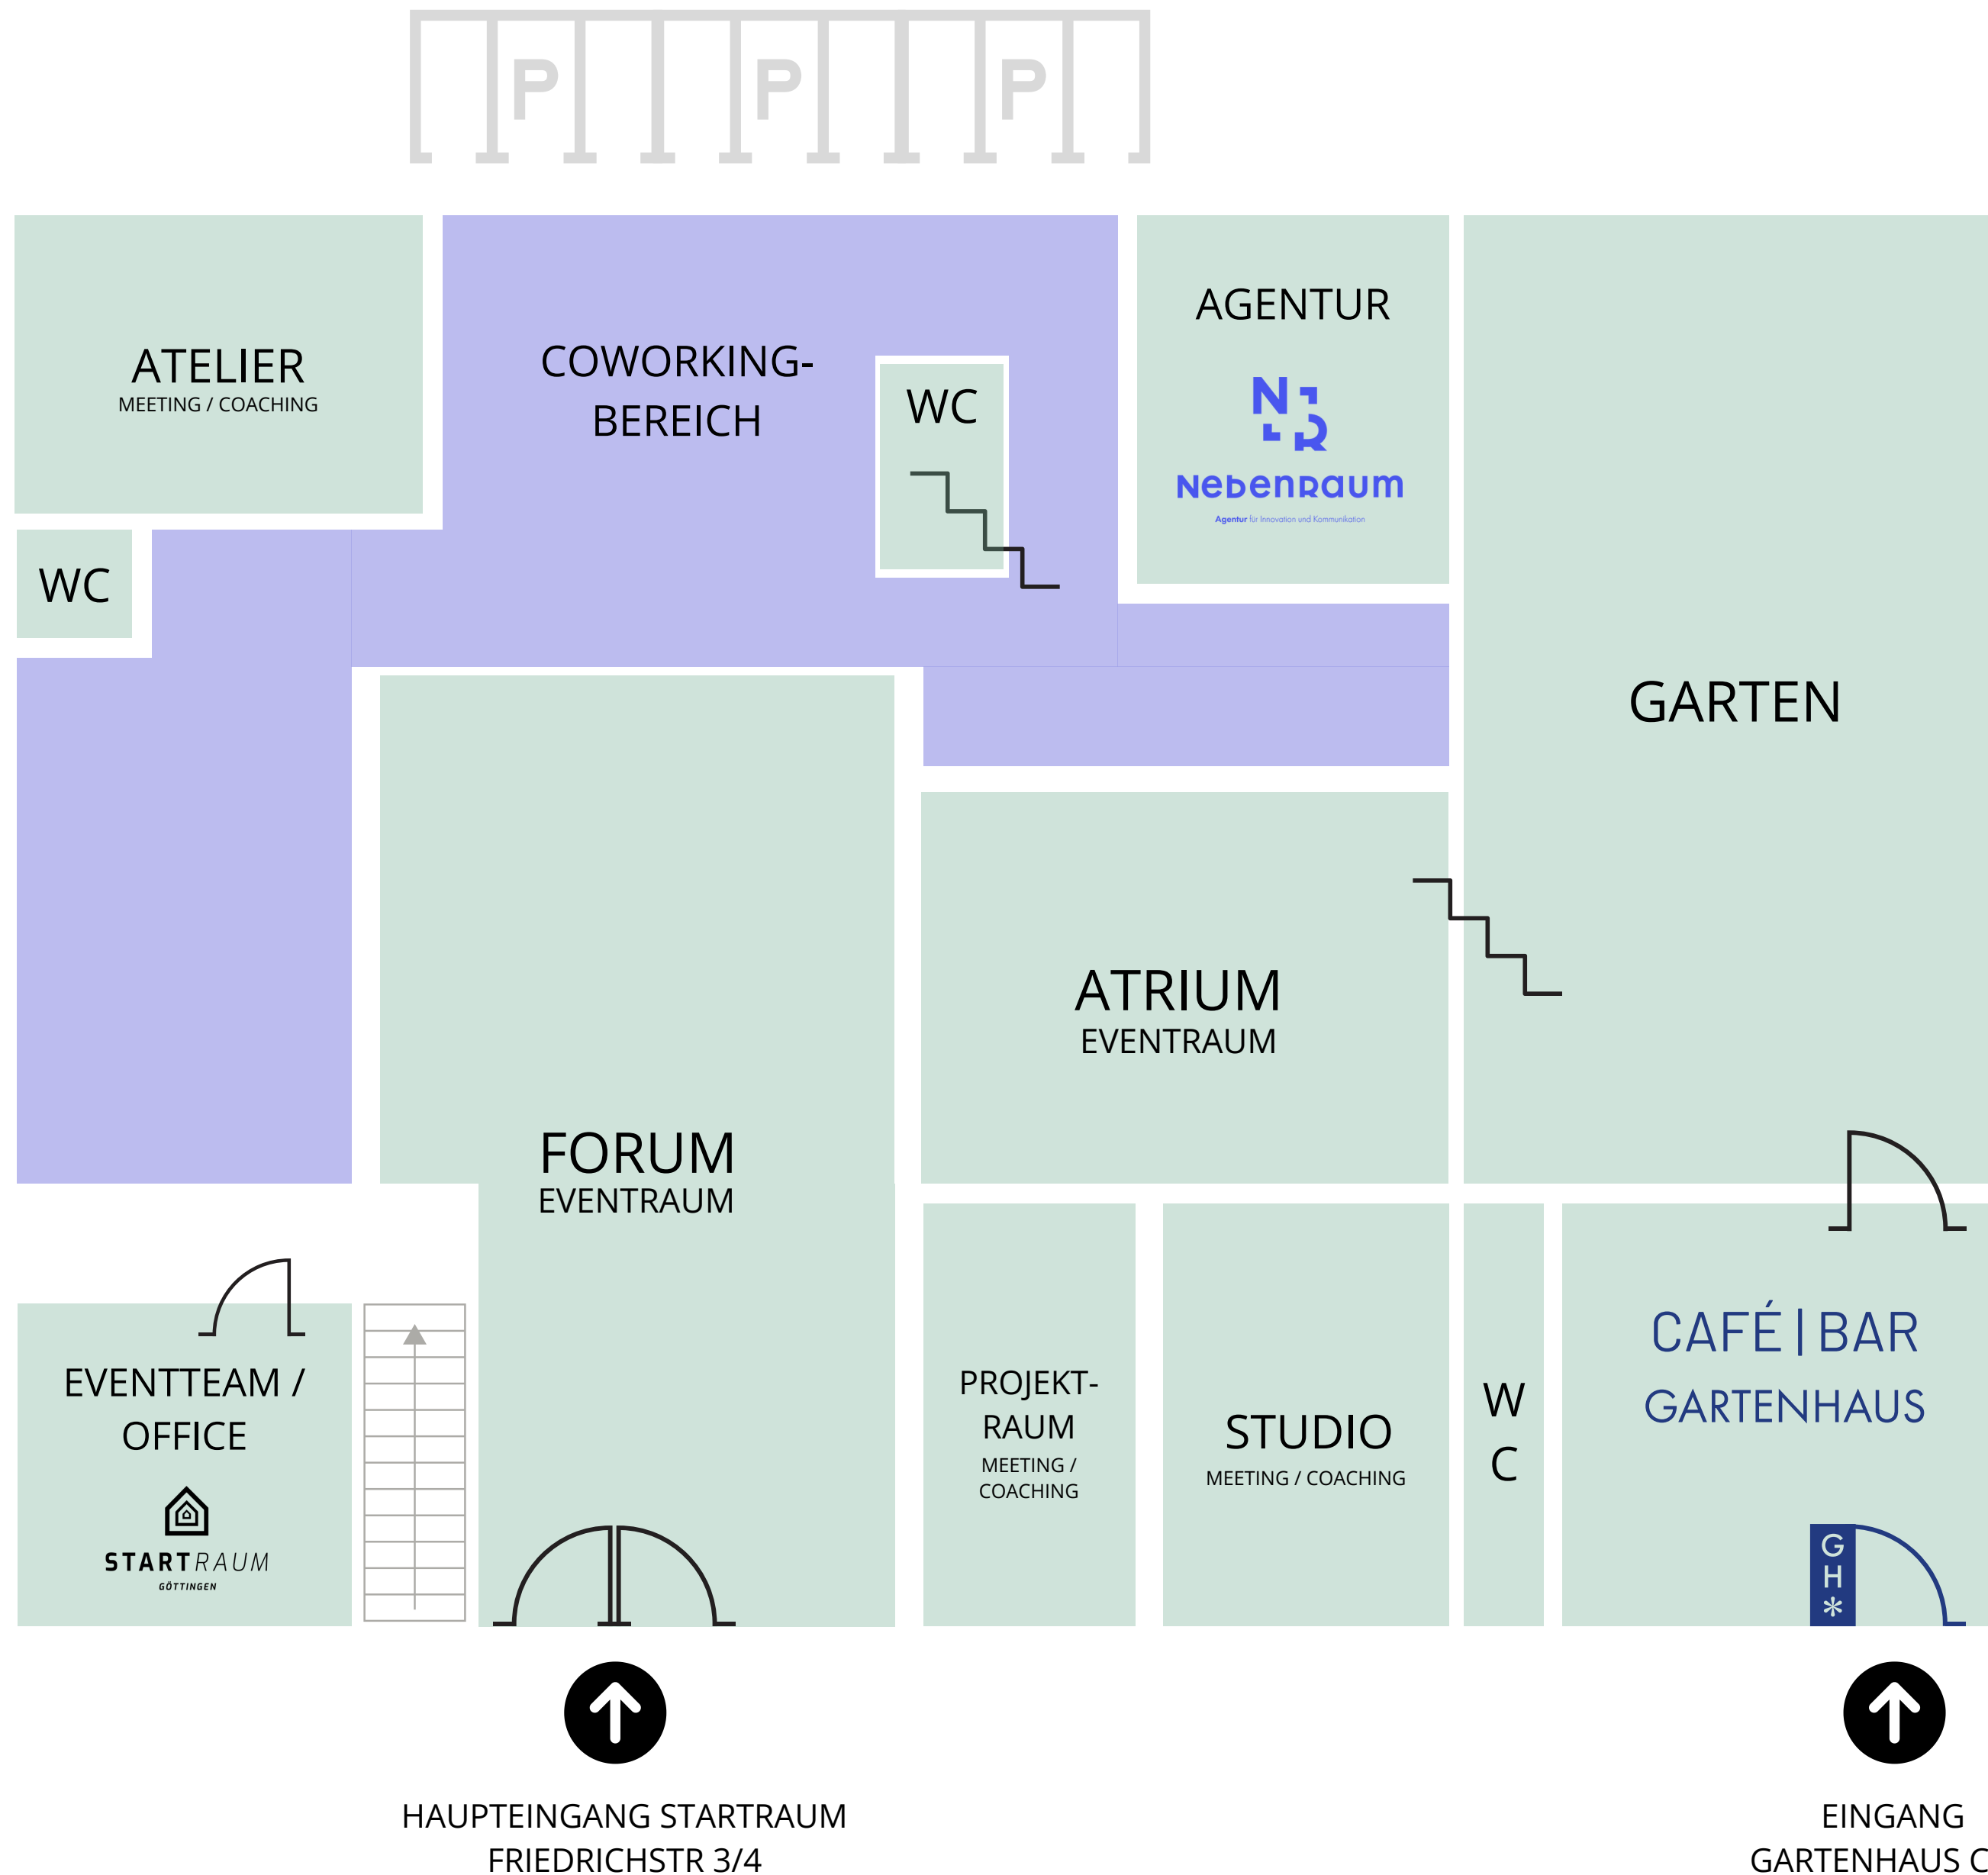 P P P
ATELIER
MEETING / COACHING
COWORKING-
BEREICH
WC
AGENTUR
NR
Nebenraum
Agentur für Innovation und Kommunikation
WC
GARTEN
ATRIUM
EVENTRAUM
FORUM
EVENTRAUM
EVENTTEAM /
OFFICE
STARTRAUM
GÖTTINGEN
PROJEKT-
RAUM
MEETING /
COACHING
STUDIO
MEETING / COACHING
W
C
CAFÉ|BAR
GARTENHAUS
G
H
*
HAUPTEINGANG STARTRAUM
FRIEDRICHSTR 3/4
EINGANG
GARTENHAUS